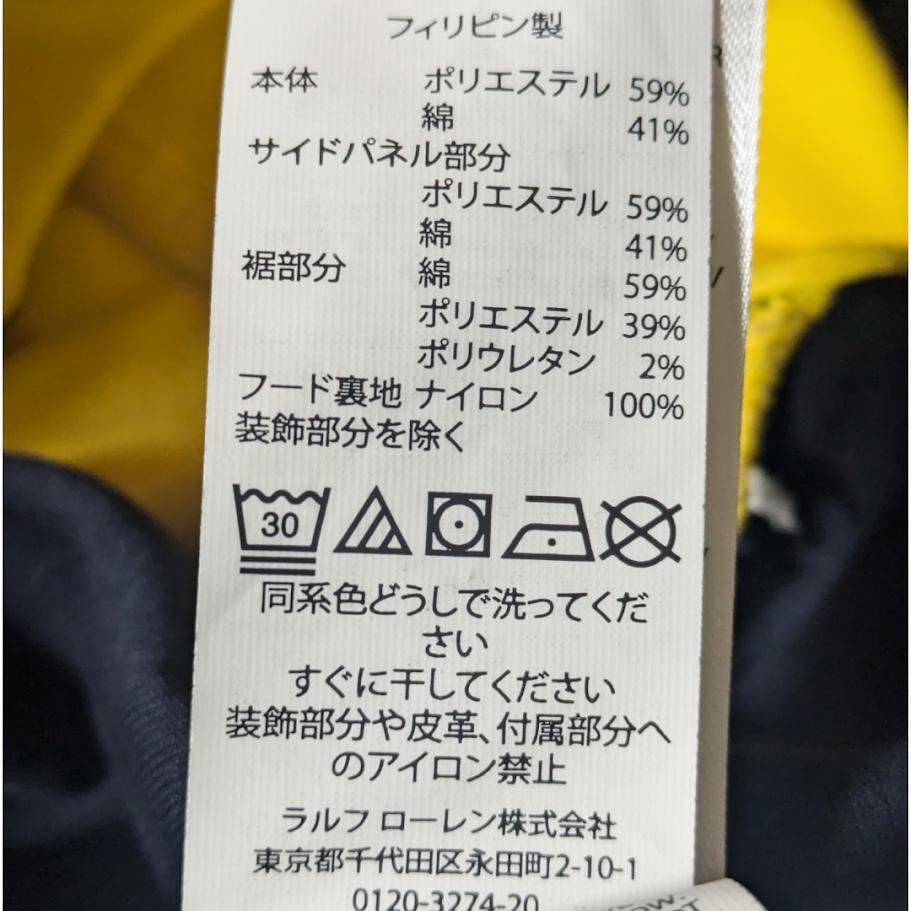 フィリピン製
本体 ポリエステル 59%
綿 41%
サイドパネル部分
ポリエステル 59%
綿 41%
裾部分 綿 59%
ポリエステル 39%
ポリウレタン 2%
フード裏地 ナイロン 100%
装飾部分を除く
30
同系色どうしで洗ってくだ
さい
すぐに干してください
装飾部分や皮革、付属部分へ
のアイロン禁止
ラルフ ローレン株式会社
東京都千代田区永田町2-10-1
0120-3274-20